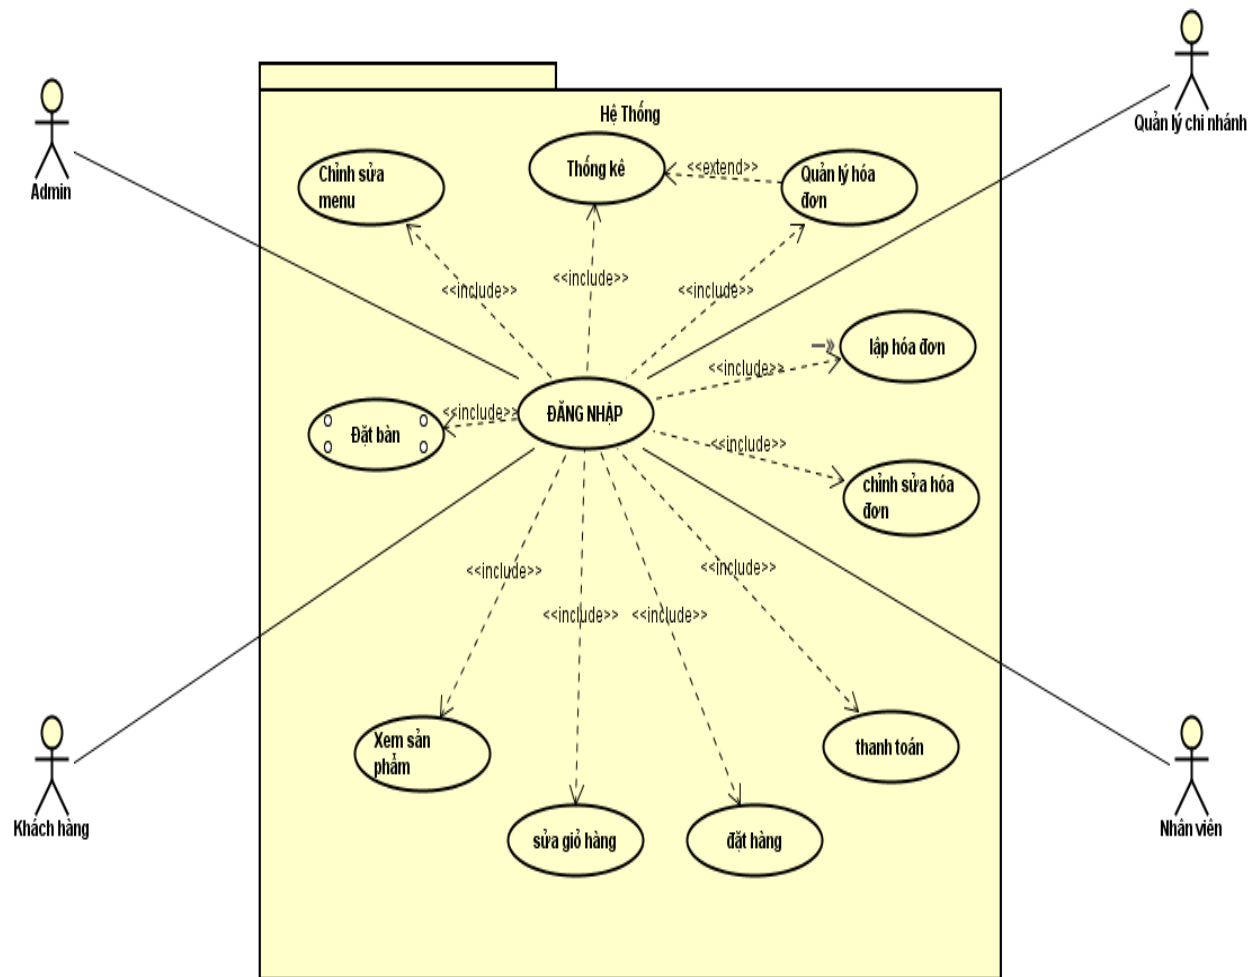 Hệ Thống
Admin
Quản lý chi nhánh
Chỉnh sửa
menu
Thống kê
<<extend>>
Quản lý hóa
đơn
<<include>>
<<include>>
<<include>>
lập hóa đơn
<<include>>
Đặt bàn
<<include>>
ĐĂNG NHẬP
<<include>>
chỉnh sửa hóa
đơn
<<include>>
<<include>>
<<include>>
<<include>>
Xem sản
phẩm
thanh toán
sửa giỏ hàng
đặt hàng
Khách hàng
Nhân viên